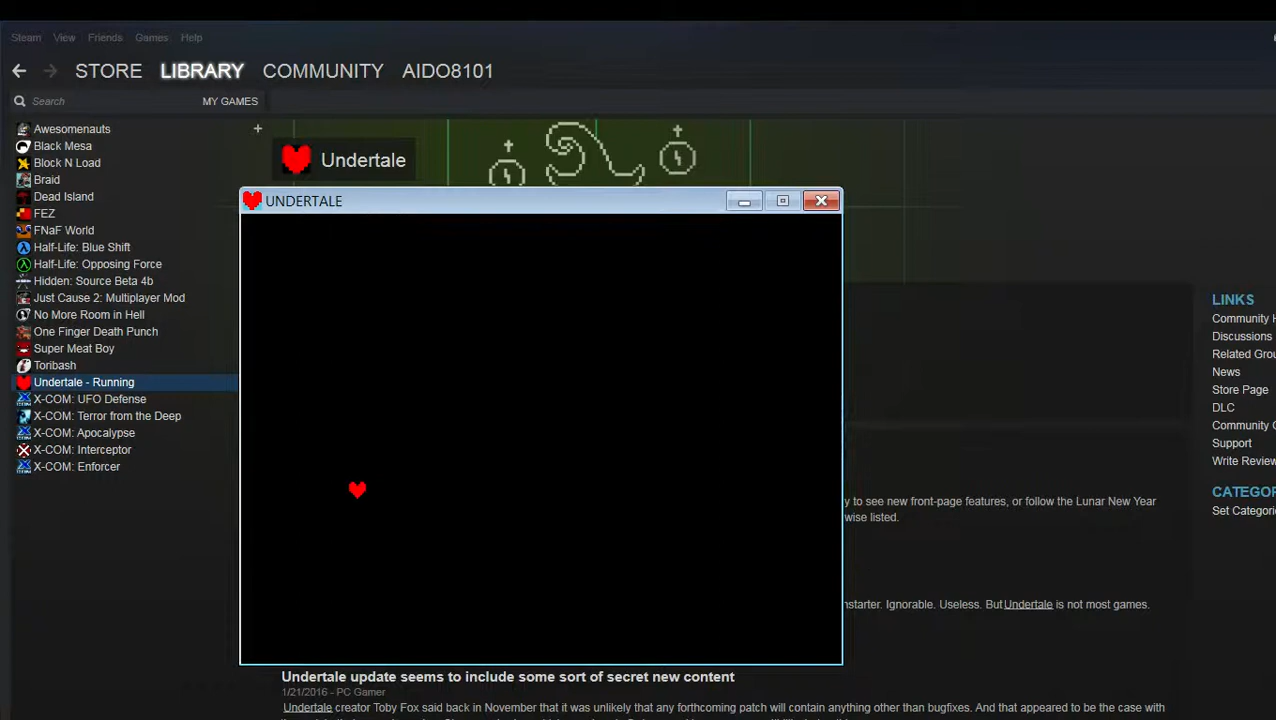 Steam View Friends Games Help
STORE LIBRARY COMMUNITY AIDO8101
Search MY GAMES
Awesomenauts +
Black Mesa
Block N Load
Braid
Dead Island
FEZ
FNaF World
Half-Life: Blue Shift
Half-Life: Opposing Force
Hidden: Source Beta 4b
Just Cause 2: Multiplayer Mod
No More Room in Hell
One Finger Death Punch
Super Meat Boy
Toribash
Undertale - Running
X-COM: UFO Defense
X-COM: Terror from the Deep
X-COM: Apocalypse
X-COM: Interceptor
X-COM: Enforcer
Undertale
UNDERTALE
LINKS
Community H
Discussions
Related Grou
News
Store Page
DLC
Community G
Support
Write Review
CATEGOR
Set Categorie
y to see new front-page features, or follow the Lunar New Year
wise listed.
nstarter. Ignorable. Useless. But Undertale is not most games.
Undertale update seems to include some sort of secret new content
1/21/2016 - PC Gamer
Undertale creator Toby Fox said back in November that it was unlikely that any forthcoming patch will contain anything other than bugfixes. And that appeared to be the case with